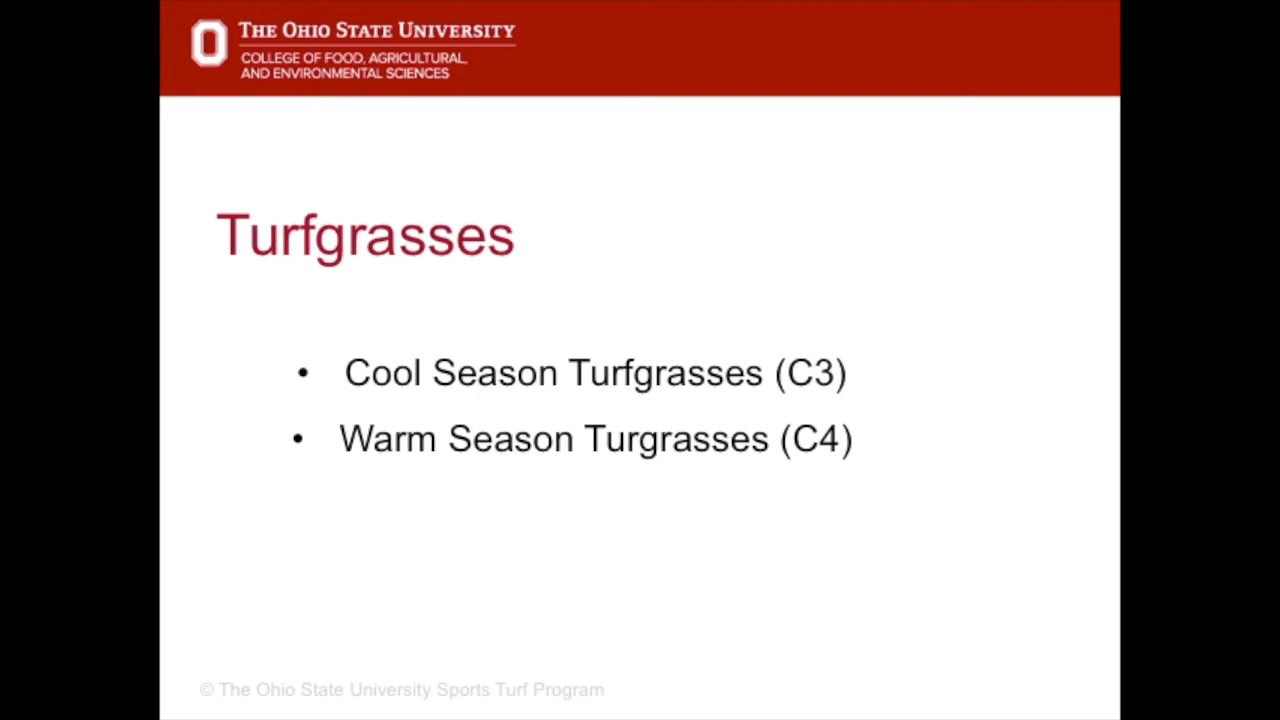 THE OHIO STATE UNIVERSITY
COLLEGE OF FOOD, AGRICULTURAL,
AND ENVIRONMENTAL SCIENCES
Turfgrasses
• Cool Season Turfgrasses (C3)
• Warm Season Turgrasses (C4)
© The Ohio State University Sports Turf Program